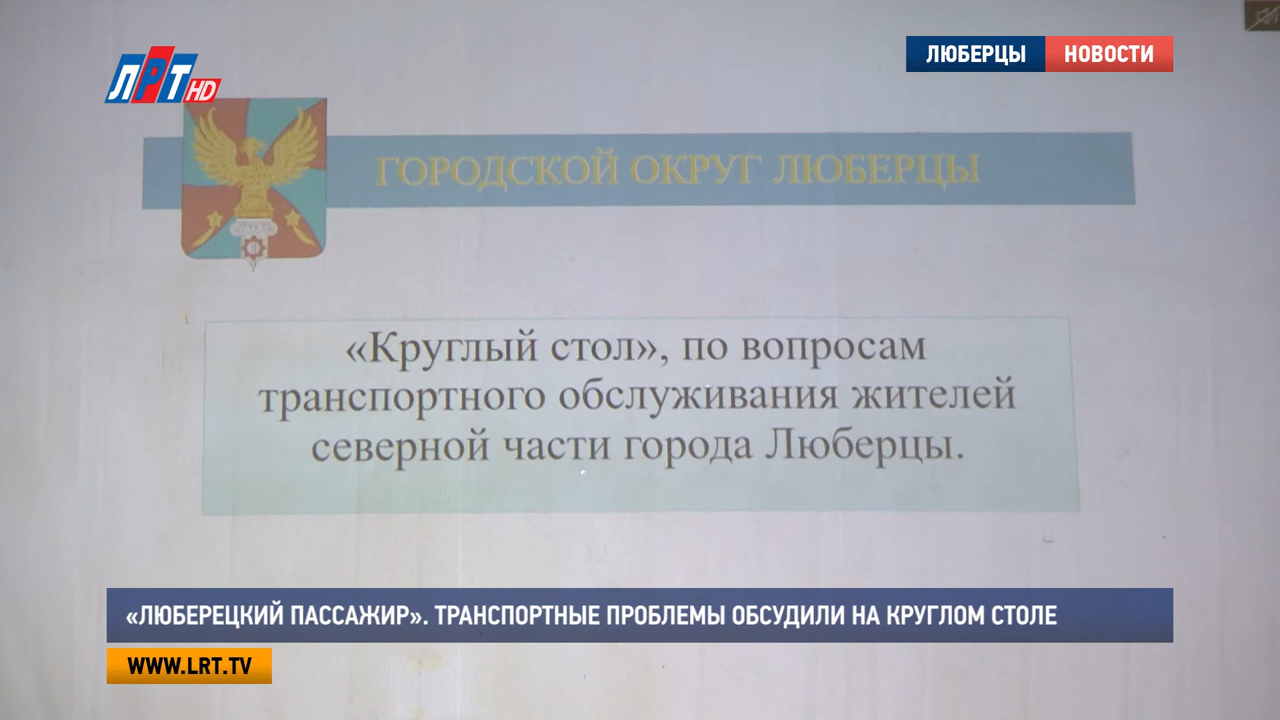 ЛРТ HD
ЛЮБЕРЦЫ НОВОСТИ
ГОРОДСКОЙ ОКРУГ ЛЮБЕРЦЫ
«Круглый стол», по вопросам
транспортного обслуживания жителей
северной части города Люберцы.
«ЛЮБЕРЕЦКИЙ ПАССАЖИР». ТРАНСПОРТНЫЕ ПРОБЛЕМЫ ОБСУДИЛИ НА КРУГЛОМ СТОЛЕ
WWW.LRT.TV